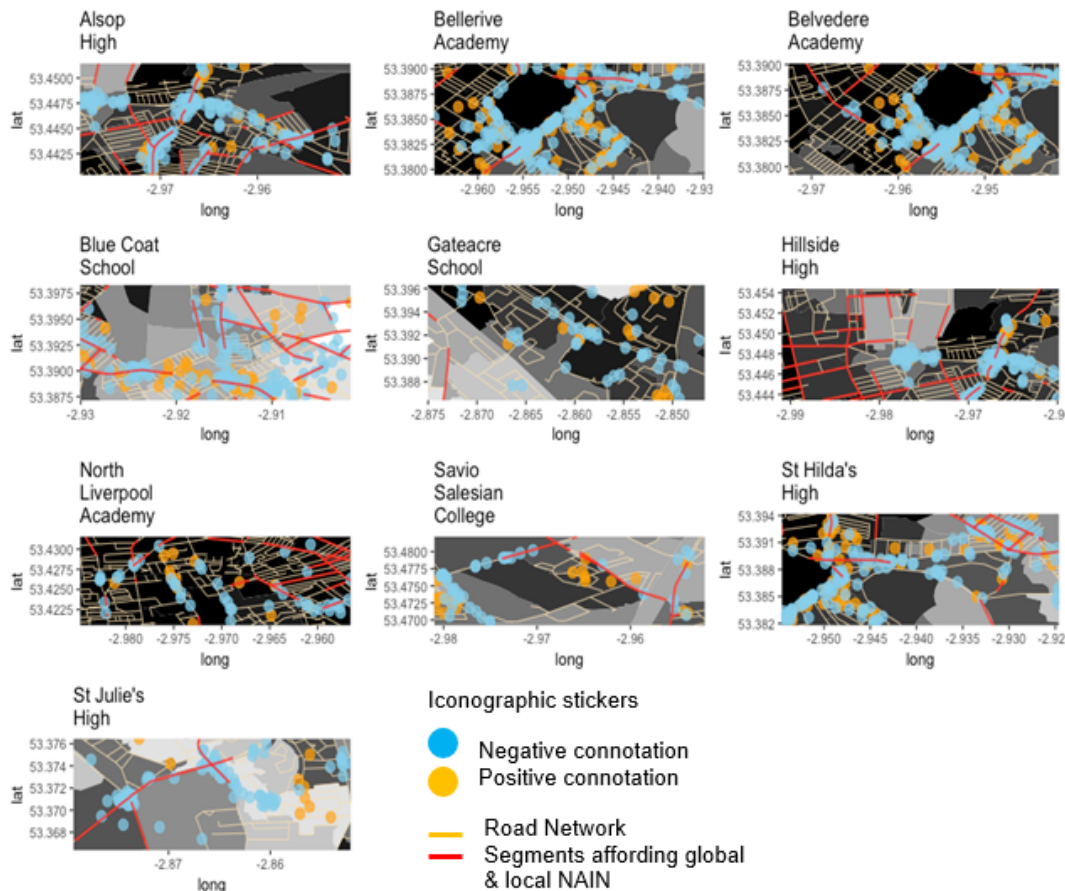 Alsop
High
53.4500
53.4475
53.4450
53.4425
lat
-2.97
-2.96
long
Bellerive
Academy
53.3900
53.3875
53.3850
53.3825
53.3800
lat
-2.960
-2.955
-2.950
-2.945
-2.940
-2.93
long
Belvedere
Academy
53.3900
53.3875
53.3850
53.3825
53.3800
lat
-2.97
-2.96
-2.95
long
Blue Coat
School
53.3975
53.3950
53.3925
53.3900
53.3875
lat
-2.93
-2.92
-2.91
long
Gateacre
School
53.396
53.394
53.392
53.390
53.388
lat
-2.875
-2.870
-2.865
-2.860
-2.855
-2.850
long
Hillside
High
53.454
53.452
53.450
53.448
53.446
53.444
lat
-2.99
-2.98
-2.97
-2.9
long
North
Liverpool
Academy
53.4300
53.4275
53.4250
53.4225
lat
-2.980
-2.975
-2.970
-2.965
-2.960
long
Savio
Salesian
College
53.4800
53.4775
53.4750
53.4725
53.4700
lat
-2.98
-2.97
-2.96
long
St Hilda's
High
53.394
53.391
53.388
53.385
53.382
lat
-2.950
-2.945
-2.940
-2.935
-2.930
-2.92
long
St Julie's
High
53.376
53.374
53.372
53.370
53.368
lat
-2.87
-2.86
long
Iconographic stickers
Negative connotation
Positive connotation
Road Network
Segments affording global
& local NAIN